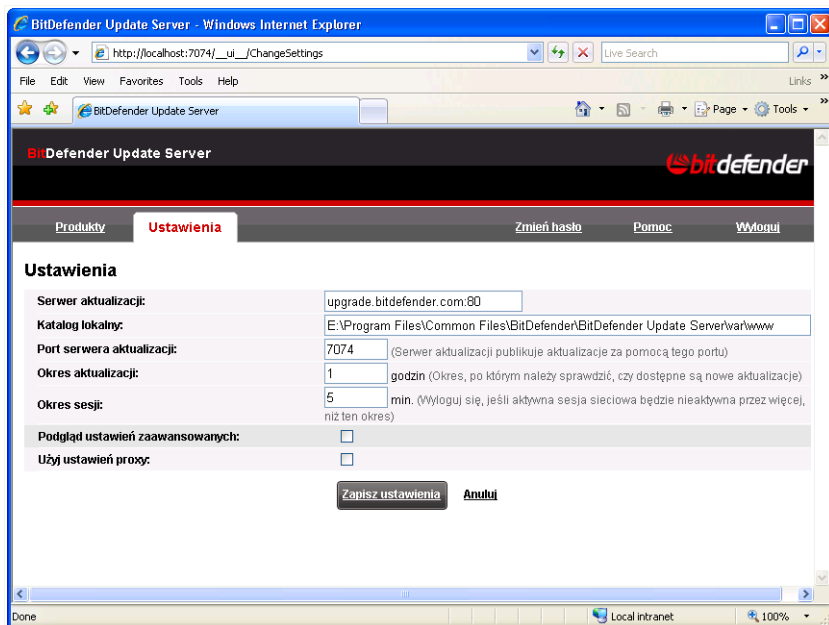 BitDefender Update Server - Windows Internet Explorer
http://localhost:7074/__ui__/ChangeSettings
Live Search
File Edit View Favorites Tools Help
Links »
BitDefender Update Server
Page Tools »
BitDefender Update Server
bitdefender
Produkty Ustawienia Zmień hasło Pomoc Wyloguj
Ustawienia
Serwer aktualizacji: upgrade.bitdefender.com:80
Katalog lokalny: E:\Program Files\Common Files\BitDefender\BitDefender Update Server\var\www
Port serwera aktualizacji: 7074 (Serwer aktualizacji publikuje aktualizacje za pomocą tego portu)
Okres aktualizacji: 1 godzin (Okres, po którym należy sprawdzić, czy dostępne są nowe aktualizacje)
Okres sesji: 5 min. (Wyloguj się, jeśli aktywna sesja sieciowa będzie nieaktywna przez więcej,
niż ten okres)
Podgląd ustawień zaawansowanych:
Użyj ustawień proxy:
Zapisz ustawienia Anuluj
Done Local intranet 100%